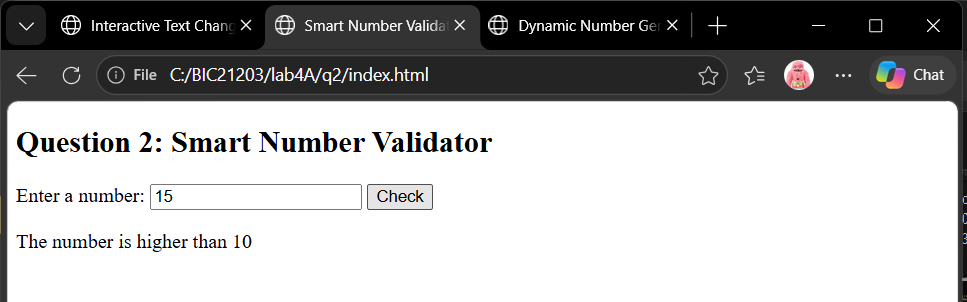 Interactive Text Chang
Smart Number Validat
Dynamic Number Ger
File C:/BIC21203/lab4A/q2/index.html
Chat
Question 2: Smart Number Validator
Enter a number: 15 Check
The number is higher than 10